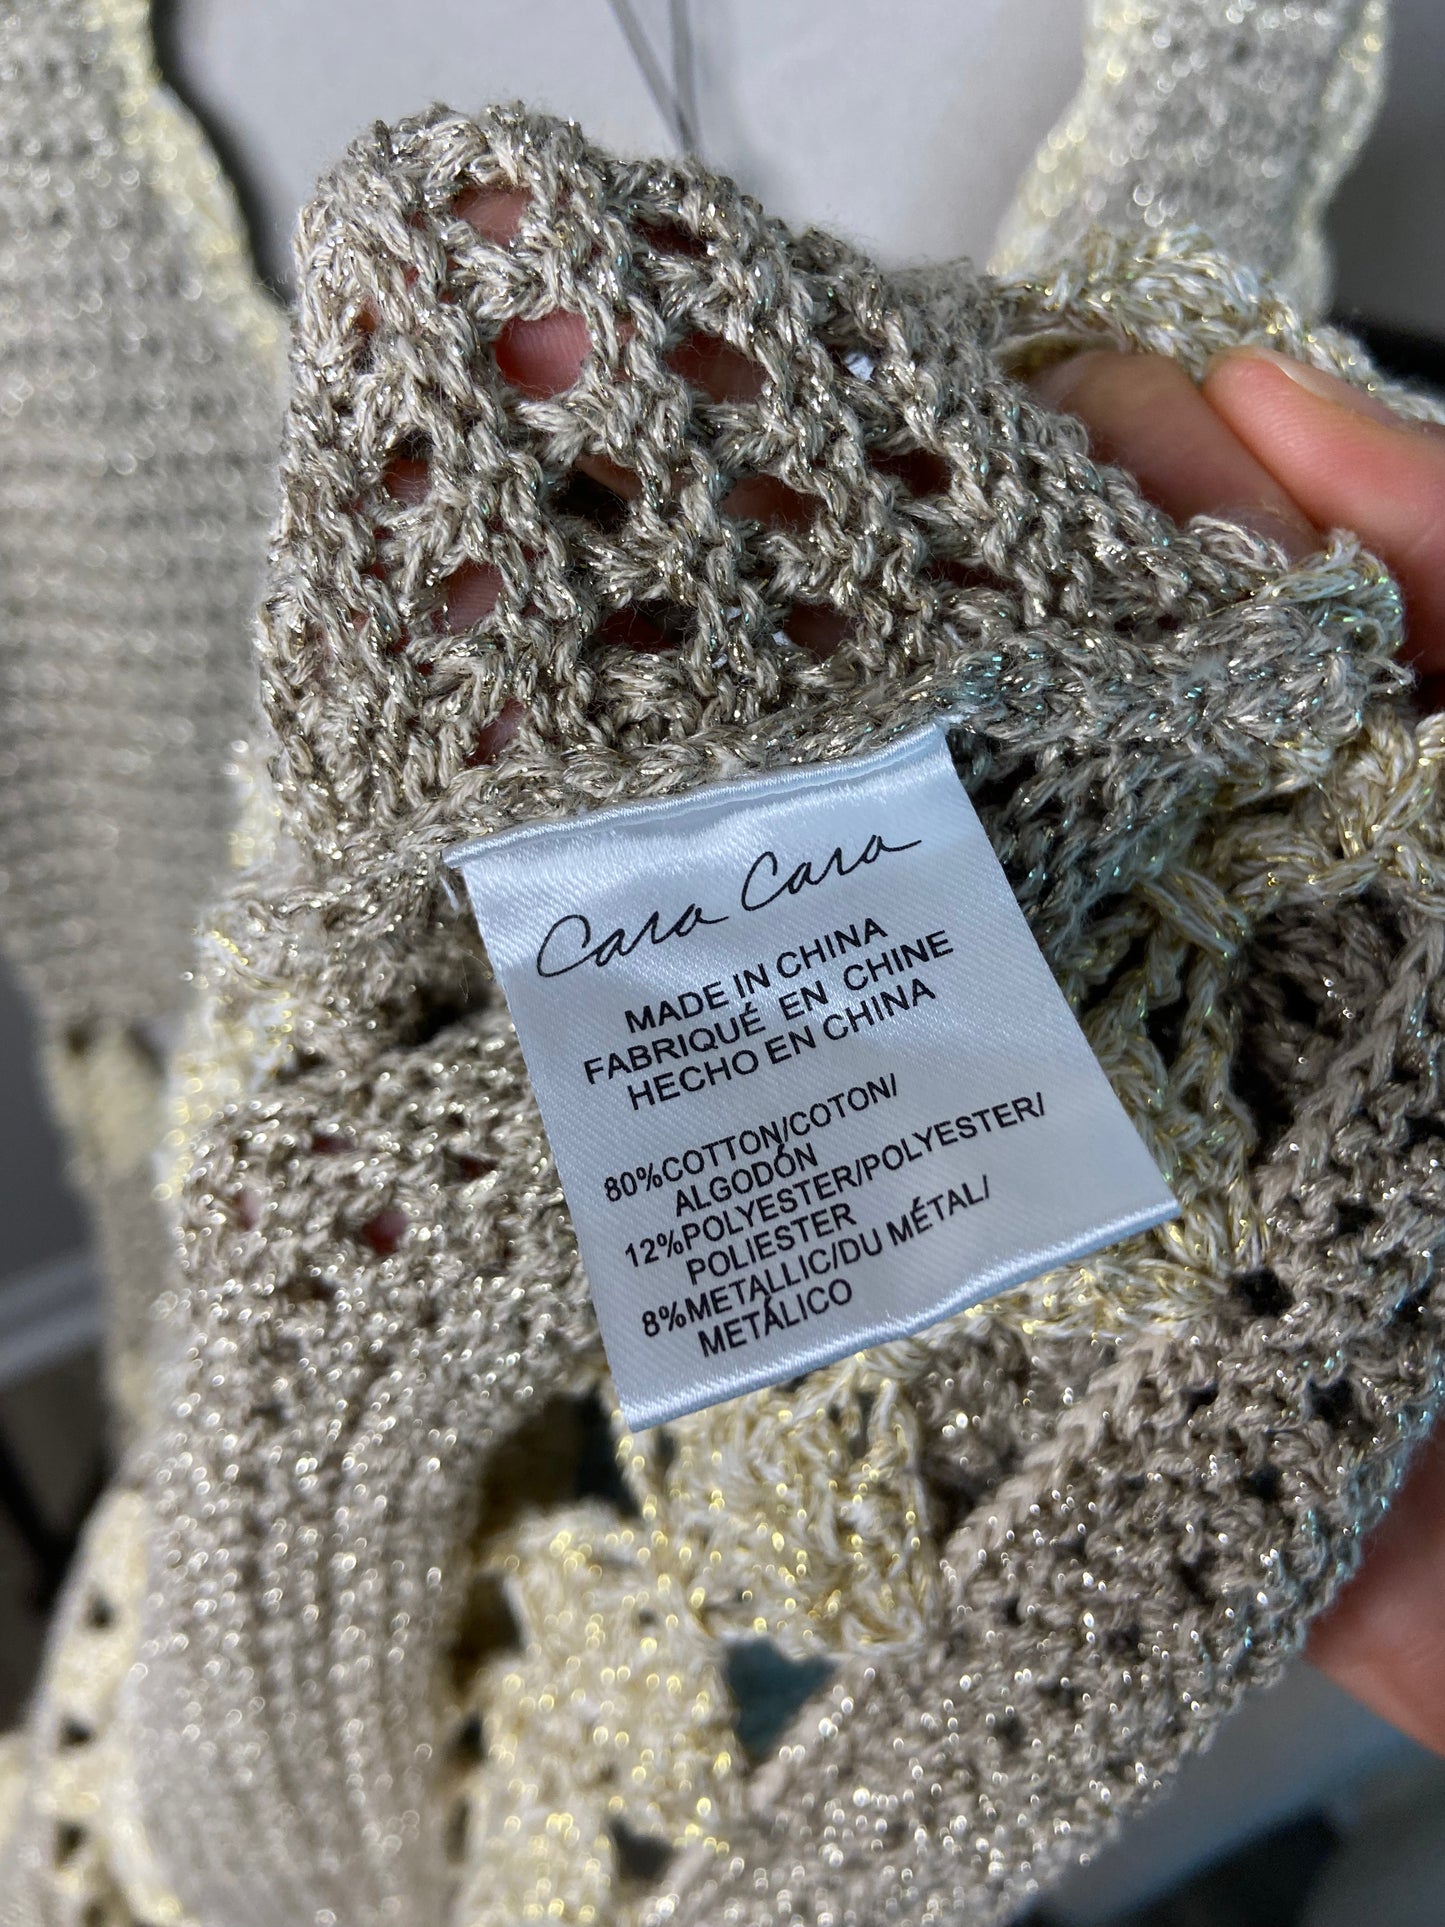 Cara Cara
MADE IN CHINA
FABRIQUÉ EN CHINE
HECHO EN CHINA
80%COTTON/COTON/
ALGODÓN
12%POLYESTER/POLYESTER/
POLIESTER
8%METALLIC/DU MÉTAL/
METÁLICO